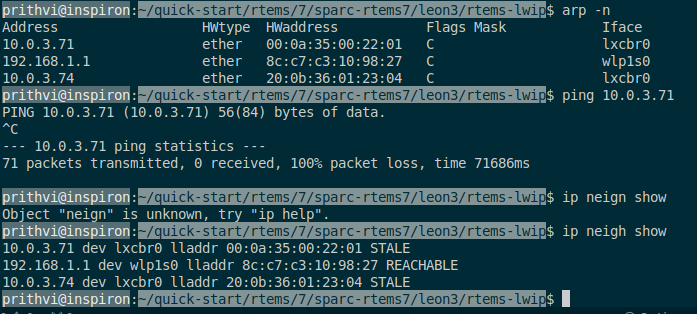 prithvi@inspiron:~/quick-start/rtems/7/sparc-rtems7/leon3/rtems-lwip$ arp -n
Address                  HWtype  HWaddress           Flags Mask            Iface
10.0.3.71                ether   00:0a:35:00:22:01   C                     lxcbr0
192.168.1.1              ether   8c:c7:c3:10:98:27   C                     wlp1s0
10.0.3.74                ether   20:0b:36:01:23:04   C                     lxcbr0
prithvi@inspiron:~/quick-start/rtems/7/sparc-rtems7/leon3/rtems-lwip$ ping 10.0.3.71
PING 10.0.3.71 (10.0.3.71) 56(84) bytes of data.
^C
--- 10.0.3.71 ping statistics ---
71 packets transmitted, 0 received, 100% packet loss, time 71686ms
prithvi@inspiron:~/quick-start/rtems/7/sparc-rtems7/leon3/rtems-lwip$ ip neign show
Object "neign" is unknown, try "ip help".
prithvi@inspiron:~/quick-start/rtems/7/sparc-rtems7/leon3/rtems-lwip$ ip neigh show
10.0.3.71 dev lxcbr0 lladdr 00:0a:35:00:22:01 STALE
192.168.1.1 dev wlp1s0 lladdr 8c:c7:c3:10:98:27 REACHABLE
10.0.3.74 dev lxcbr0 lladdr 20:0b:36:01:23:04 STALE
prithvi@inspiron:~/quick-start/rtems/7/sparc-rtems7/leon3/rtems-lwip$